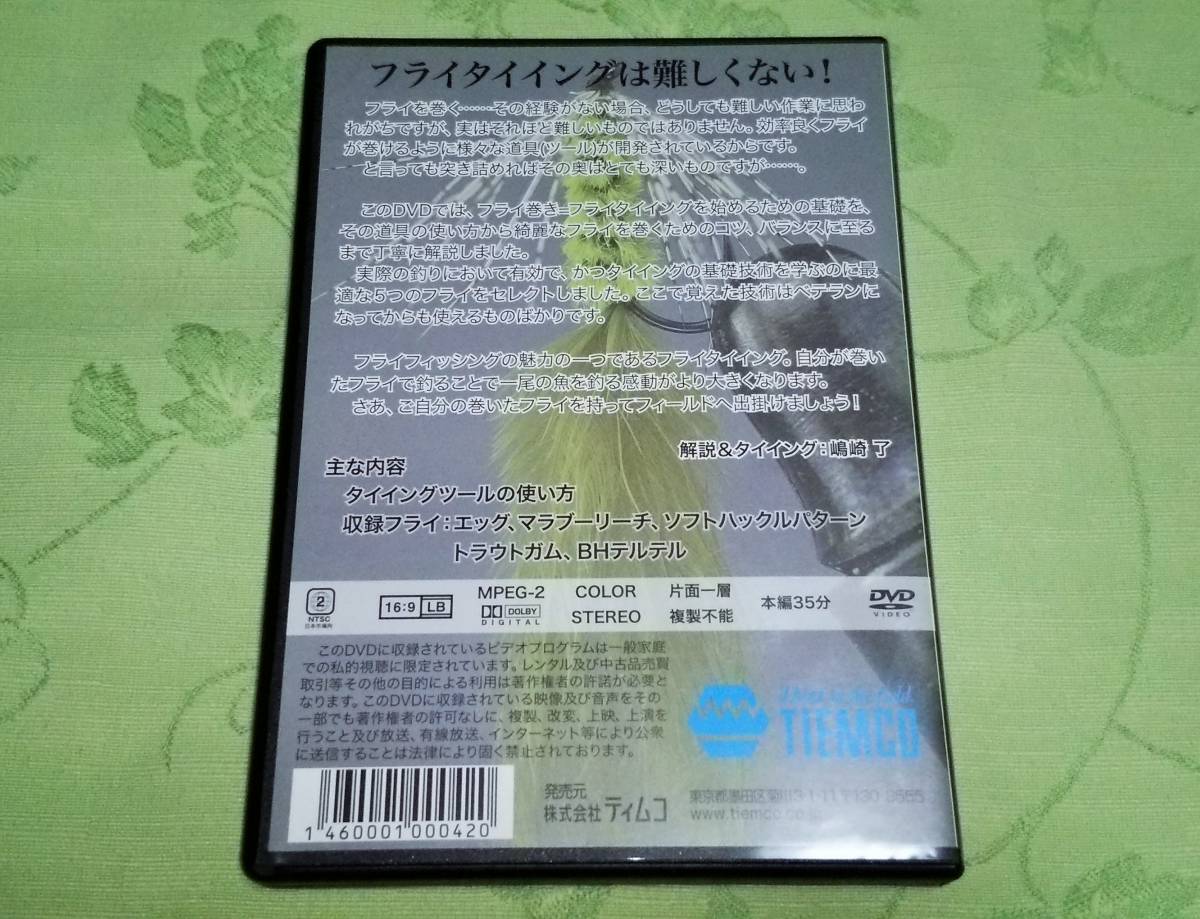 フライタイイングは難しくない!
フライを巻く……その経験がない場合、どうしても難しい作業に思わ
れがちですが、実はそれほど難しいものではありません。効率良くフライ
が巻けるように様々な道具(ツール)が開発されているからです。
と言っても突き詰めればその奥はとても深いものですが……。
このDVDでは、フライ巻き=フライタイイングを始めるための基礎を、
その道具の使い方から綺麗なフライを巻くためのコツ、バランスに至る
まで丁寧に解説しました。
実際の釣りにおいて有効で、かつタイイングの基礎技術を学ぶのに最
適な5つのフライをセレクトしました。ここで覚えた技術はベテランに
なってからも使えるものばかりです。
フライフィッシングの魅力の一つであるフライタイイング。自分が巻い
たフライで釣ることで一尾の魚を釣る感動がより大きくなります。
さあ、ご自分の巻いたフライを持ってフィールドへ出掛けましょう!
解説&タイイング:嶋崎 了
主な内容
タイイングツールの使い方
収録フライ:エッグ、マラブーリーチ、ソフトハックルパターン
トラウトガム、BHテルテル
2 NTSC 日本市場向
16:9 LB
MPEG-2 COLOR 片面一層
DOLBY DIGITAL STEREO 複製不能
本編35分
DVD VIDEO
このDVDに収録されているビデオプログラムは一般家庭
での私的視聴に限定されています。レンタル及び中古品売買
取引等その他の目的による利用は著作権者の許諾が必要と
なります。このDVDに収録されている映像及び音声をその
一部でも著作権者の許可なしに、複製、改変、上映、上演を
行うこと及び放送、有線放送、インターネット等により公衆
に送信することは法律により固く禁止されております。
TIEMCO
1460001000420
発売元
株式会社ティムコ
東京都墨田区菊川3-1-11〒130-8555
www.tiemco.co.jp